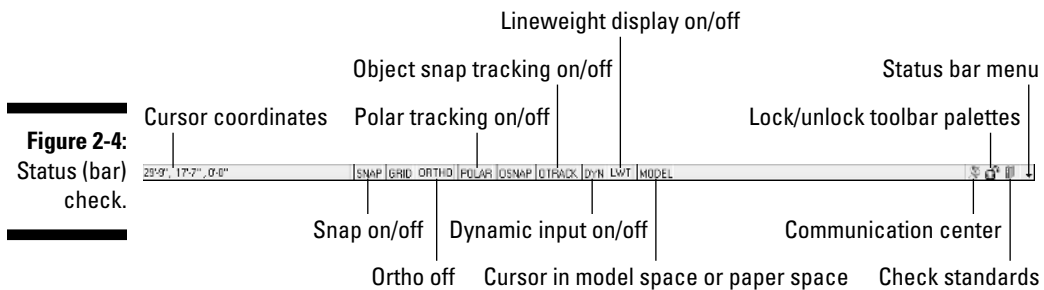 Lineweight display on/off
Object snap tracking on/off
Status bar menu
Cursor coordinates
Polar tracking on/off
Lock/unlock toolbar palettes
Figure 2-4:
Status (bar)
check.
29'-9", 17'-7", 0'-0" SNAP GRID ORTHO POLAR OSNAP OTRACK DYN LWT MODEL
Snap on/off
Dynamic input on/off
Communication center
Ortho off
Cursor in model space or paper space
Check standards